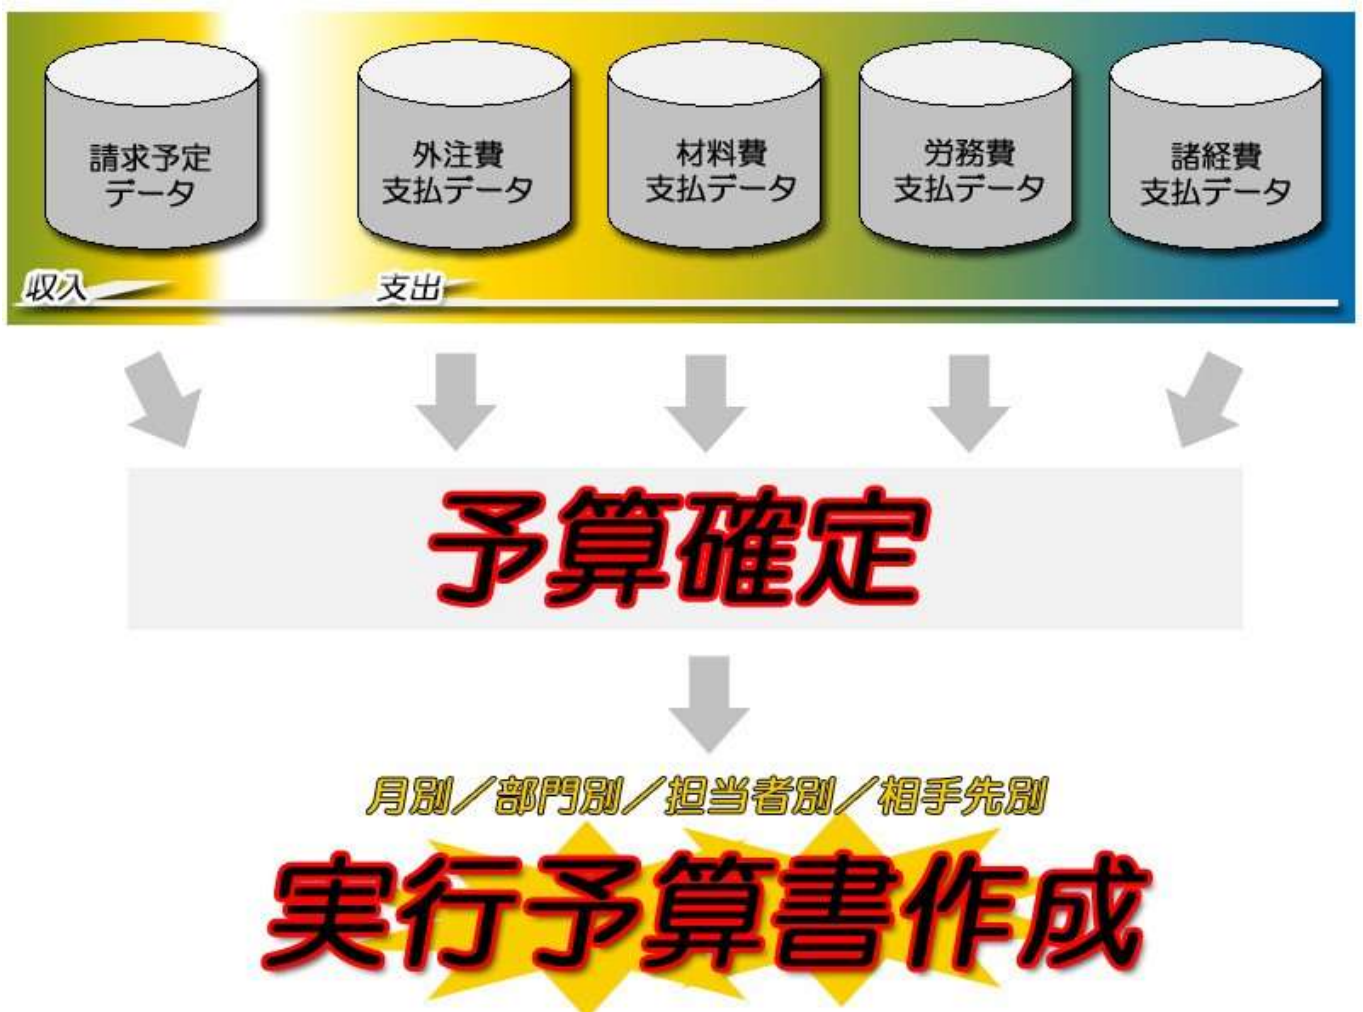 請求予定
データ
外注費
支払データ
材料費
支払データ
労務費
支払データ
諸経費
支払データ
収入
支出
予算確定
月別／部門別／担当者別／相手先別
実行予算書作成